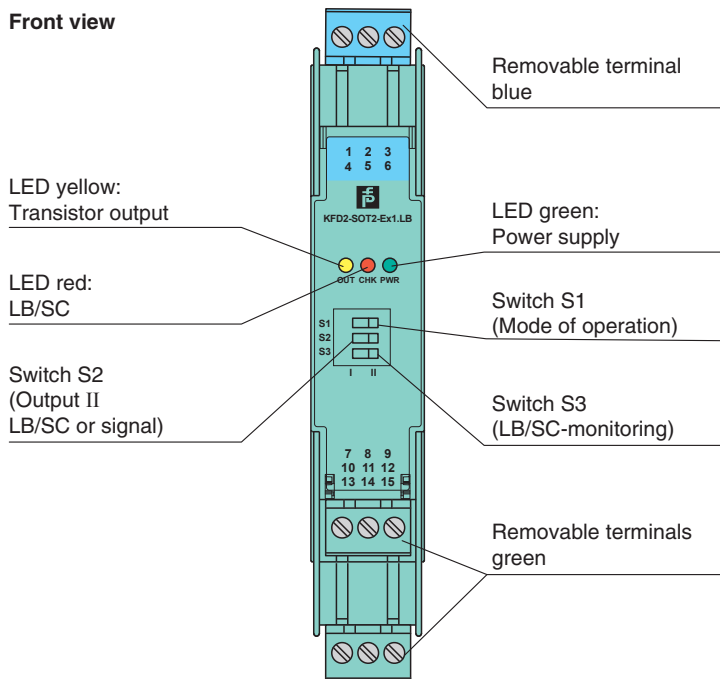 Front view
Removable terminal
blue
1 2 3
4 5 6
KFD2-SOT2-Ex1.LB
LED yellow:
Transistor output
LED green:
Power supply
OUT CHK PWR
LED red:
LB/SC
Switch S1
(Mode of operation)
S1
S2
S3
I II
Switch S2
(Output II
LB/SC or signal)
Switch S3
(LB/SC-monitoring)
7 8 9
10 11 12
13 14 15
Removable terminals
green